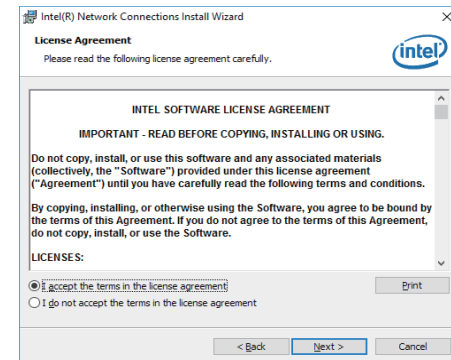 Intel(R) Network Connections Install Wizard
License Agreement
Please read the following license agreement carefully.
intel
INTEL SOFTWARE LICENSE AGREEMENT
IMPORTANT - READ BEFORE COPYING, INSTALLING OR USING.
Do not copy, install, or use this software and any associated materials
(collectively, the "Software") provided under this license agreement
("Agreement") until you have carefully read the following terms and conditions.
By copying, installing, or otherwise using the Software, you agree to be bound by
the terms of this Agreement. If you do not agree to the terms of this Agreement,
do not copy, install, or use the Software.
LICENSES:
I accept the terms in the license agreement
Print
I do not accept the terms in the license agreement
< Back
Next >
Cancel